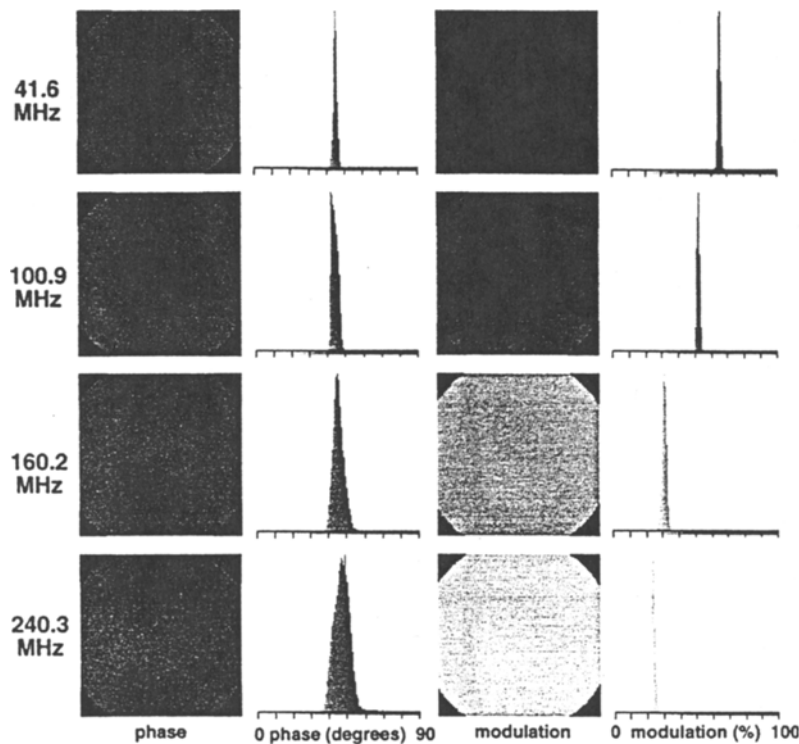 41.6
MHz
100.9
MHz
160.2
MHz
240.3
MHz
phase
0 phase (degrees) 90
modulation
0 modulation (%) 100